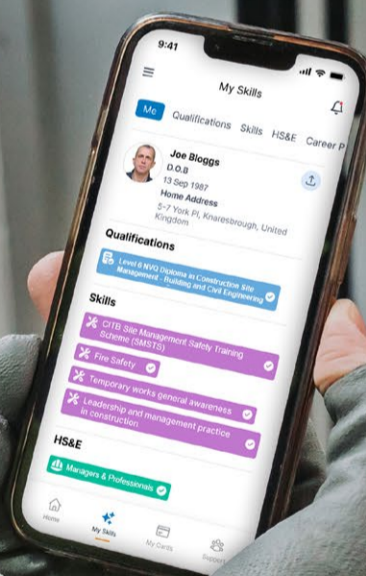 9:41
My Skills
Me Qualifications Skills HS&E Career P
Joe Bloggs
D.O.B
13 Sep 1987
Home Address
5-7 York Pl, Knaresbrough, United
Kingdom
Qualifications
Level 6 NVQ Diploma in Construction Site
Management - Building and Civil Engineering
Skills
CITB Site Management Safety Training
Scheme (SMSTS)
Fire Safety
Temporary works general awareness
Leadership and management practice
in construction
HS&E
Managers & Professionals
Home My Skills My Cards Support